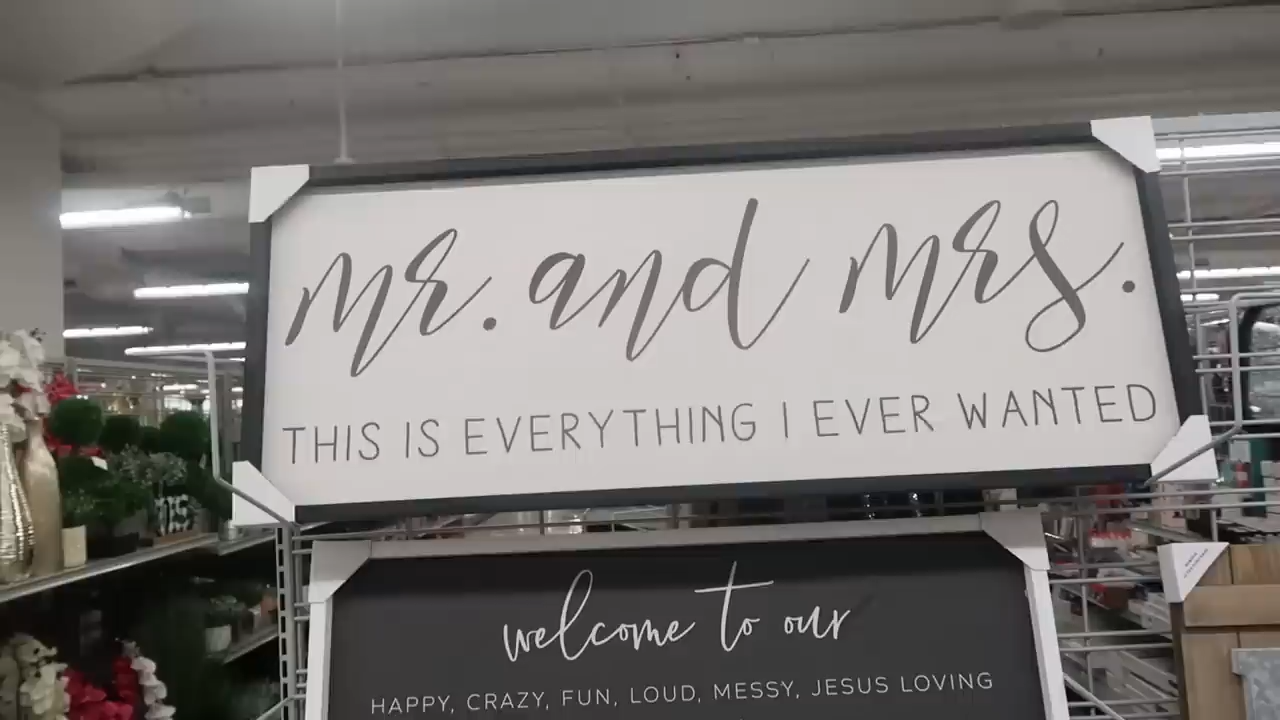 mr. and mrs.
THIS IS EVERYTHING I EVER WANTED
welcome to our
HAPPY, CRAZY, FUN, LOUD, MESSY, JESUS LOVING